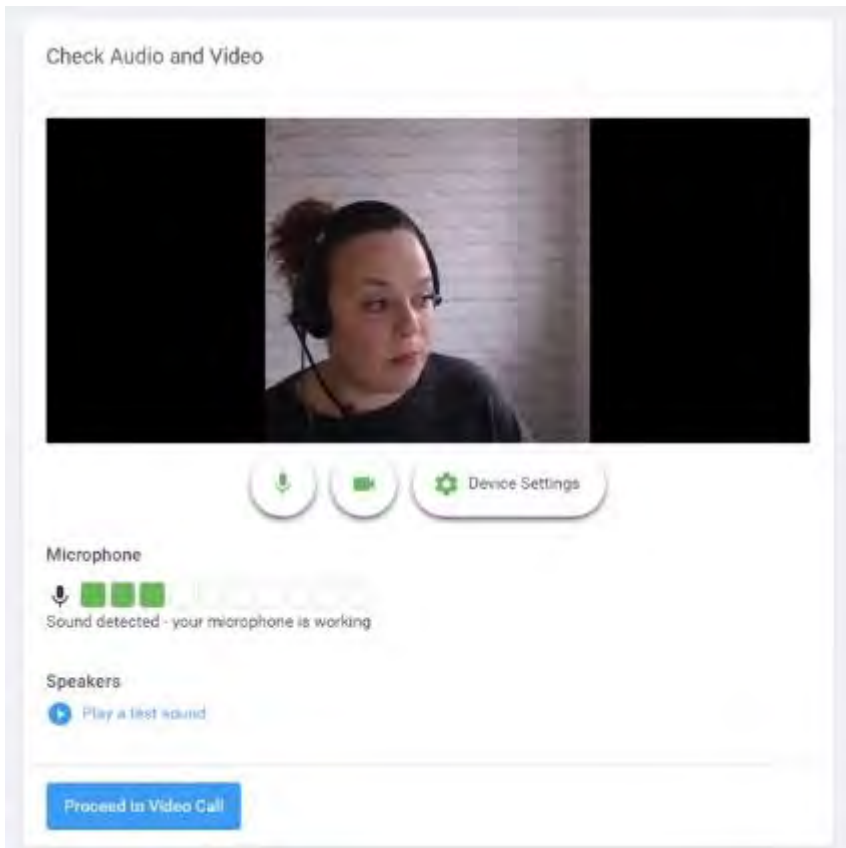 Check Audio and Video
Device Settings
Microphone
Sound detected - your microphone is working
Speakers
Play a test sound
Proceed to Video Call